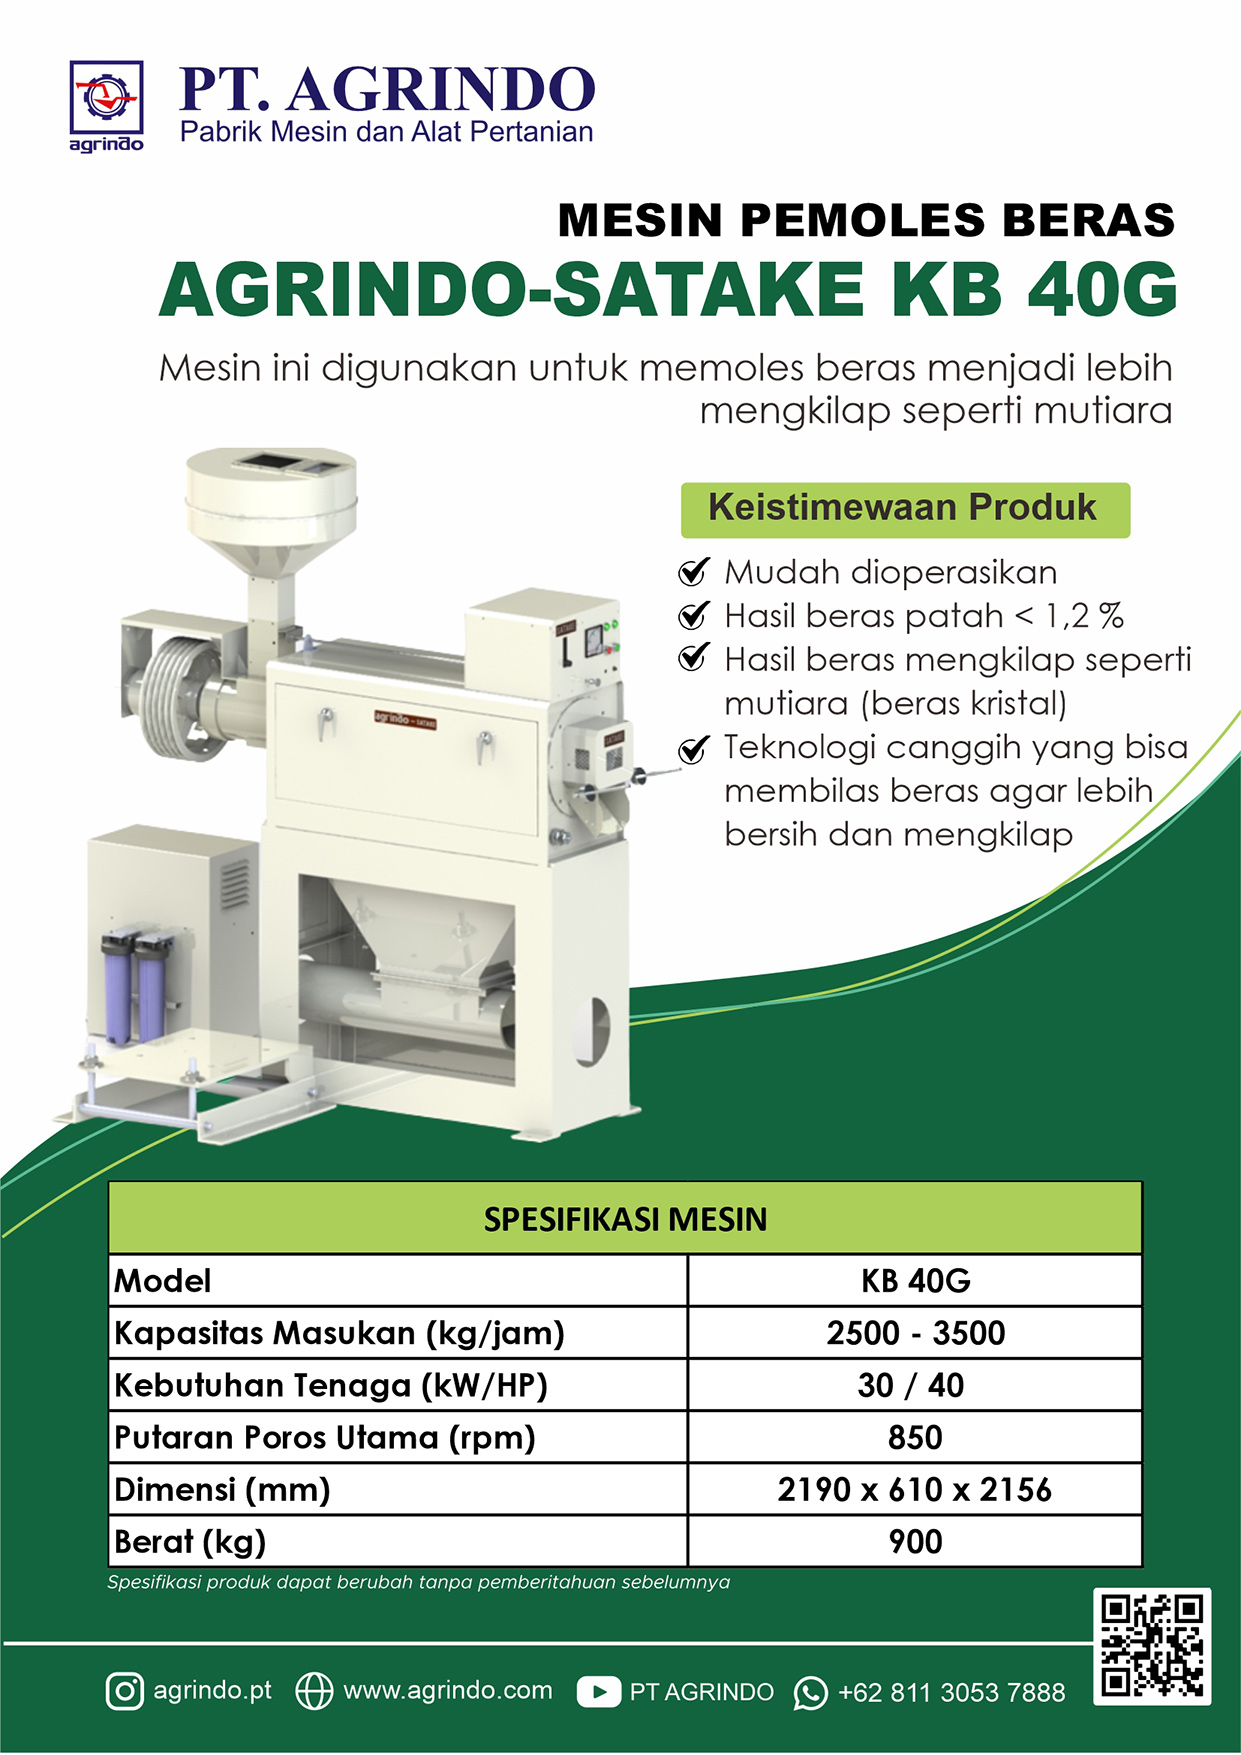 agrindo
PT. AGRINDO
Pabrik Mesin dan Alat Pertanian
MESIN PEMOLES BERAS
AGRINDO-SATAKE KB 40G
Mesin ini digunakan untuk memoles beras menjadi lebih
mengkilap seperti mutiara
Keistimewaan Produk
Mudah dioperasikan
Hasil beras patah < 1,2 %
Hasil beras mengkilap seperti
mutiara (beras kristal)
Teknologi canggih yang bisa
membilas beras agar lebih
bersih dan mengkilap
agrindo - SATAKE
SPESIFIKASI MESIN
Model KB 40G
Kapasitas Masukan (kg/jam) 2500 - 3500
Kebutuhan Tenaga (kW/HP) 30 / 40
Putaran Poros Utama (rpm) 850
Dimensi (mm) 2190 x 610 x 2156
Berat (kg) 900
Spesifikasi produk dapat berubah tanpa pemberitahuan sebelumnya
agrindo.pt www.agrindo.com PT AGRINDO +62 811 3053 7888